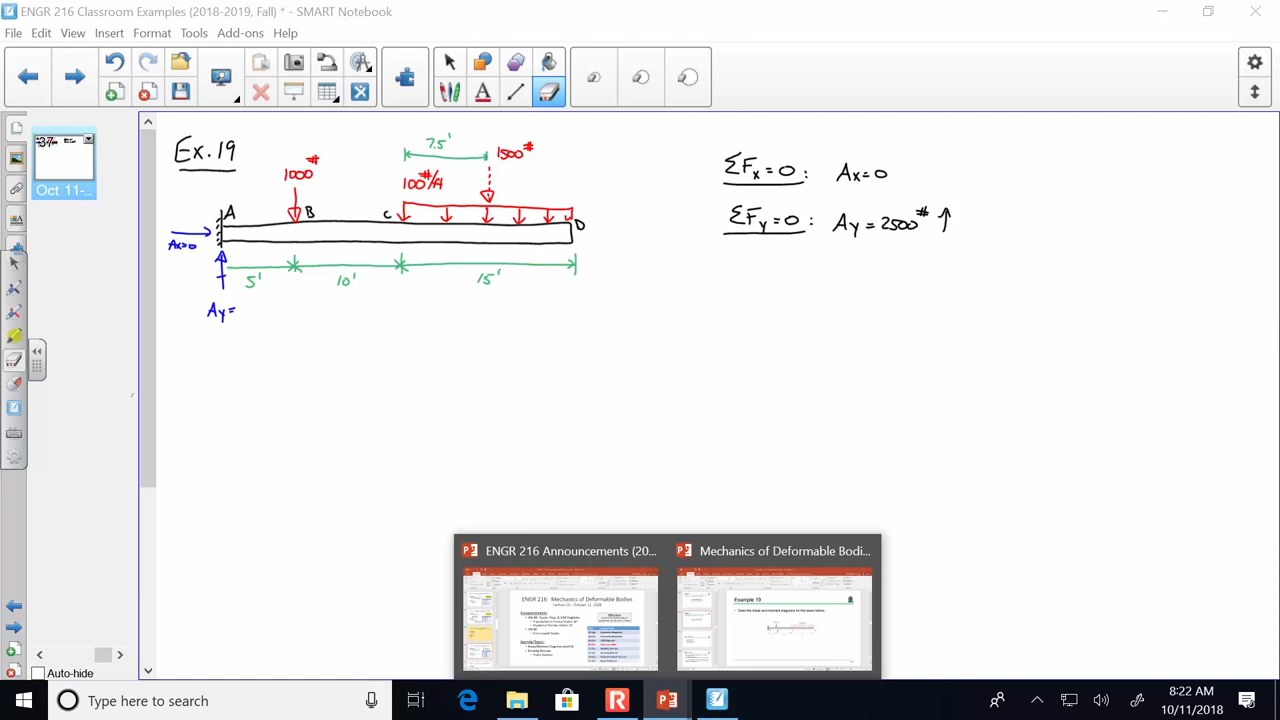 ENGR 216 Classroom Examples (2018-2019, Fall) * - SMART Notebook
File Edit View Insert Format Tools Add-ons Help
Ex. 19
7.5'
1500#
1000#
100#/ft
A B C D
Ax=0
5' 10' 15'
Ay=
ΣFx=0: Ax=0
ΣFy=0: Ay=2500# ↑
Oct 11-
Auto-hide
ENGR 216 Announcements (20...
Mechanics of Deformable Bodi...
ENGR 216: Mechanics of Deformable Bodies
Example 19
Type here to search
8:22 AM
10/11/2018